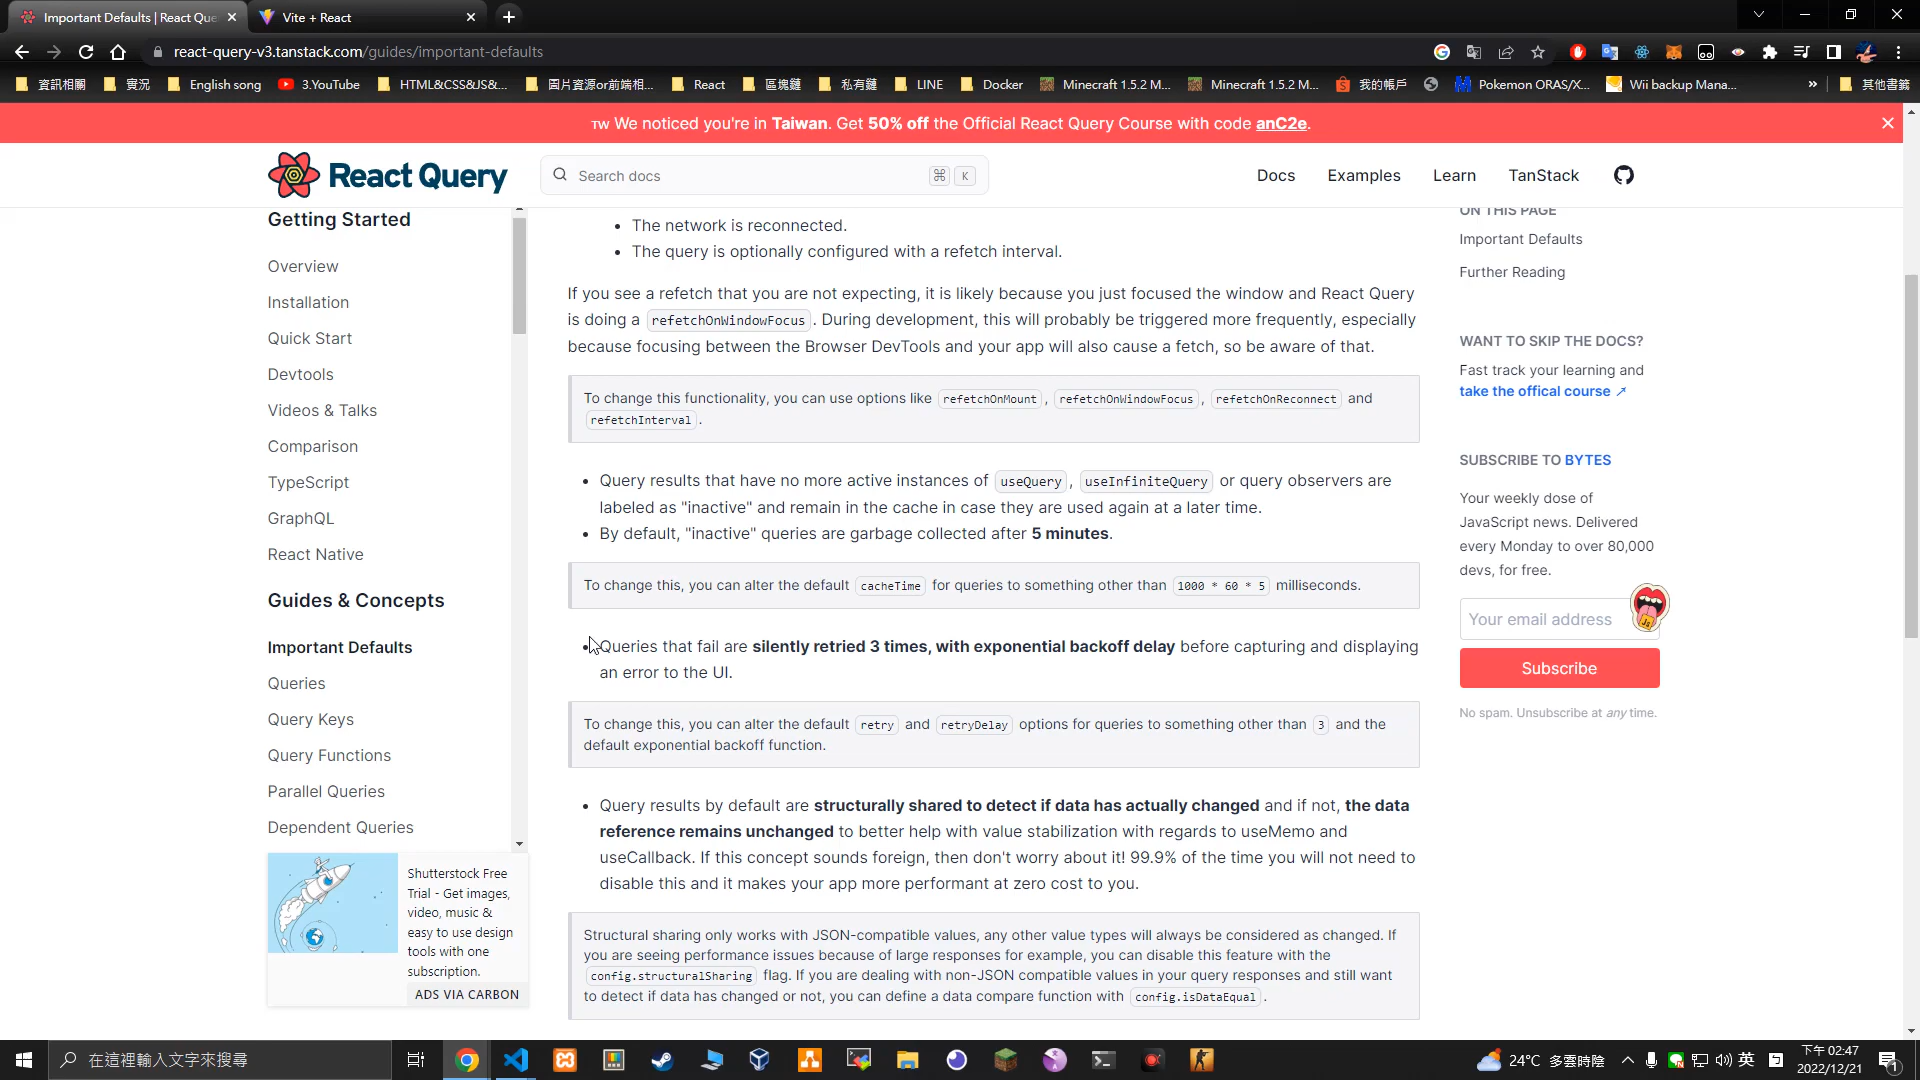 Important Defaults | React Que
Vite + React
react-query-v3.tanstack.com/guides/important-defaults
資訊相關
實況
English song
3.YouTube
HTML&CSS&JS&...
圖片資源or前端相...
React
區塊鏈
私有鏈
LINE
Docker
Minecraft 1.5.2 M...
Minecraft 1.5.2 M...
我的帳戶
Pokemon ORAS/X...
Wii backup Mana...
»
其他書籤
TW We noticed you're in Taiwan. Get 50% off the Official React Query Course with code anC2e.
React Query
Search docs
⌘ K
Docs
Examples
Learn
TanStack
Getting Started
Overview
Installation
Quick Start
Devtools
Videos & Talks
Comparison
TypeScript
GraphQL
React Native
Guides & Concepts
Important Defaults
Queries
Query Keys
Query Functions
Parallel Queries
Dependent Queries
Shutterstock Free
Trial - Get images,
video, music &
easy to use design
tools with one
subscription.
ADS VIA CARBON
• The network is reconnected.
• The query is optionally configured with a refetch interval.
If you see a refetch that you are not expecting, it is likely because you just focused the window and React Query
is doing a refetchOnWindowFocus. During development, this will probably be triggered more frequently, especially
because focusing between the Browser DevTools and your app will also cause a fetch, so be aware of that.
To change this functionality, you can use options like refetchOnMount, refetchOnWindowFocus, refetchOnReconnect and
refetchInterval.
• Query results that have no more active instances of useQuery, useInfiniteQuery or query observers are
labeled as "inactive" and remain in the cache in case they are used again at a later time.
• By default, "inactive" queries are garbage collected after 5 minutes.
To change this, you can alter the default cacheTime for queries to something other than 1000 * 60 * 5 milliseconds.
• Queries that fail are silently retried 3 times, with exponential backoff delay before capturing and displaying
an error to the UI.
To change this, you can alter the default retry and retryDelay options for queries to something other than 3 and the
default exponential backoff function.
• Query results by default are structurally shared to detect if data has actually changed and if not, the data
reference remains unchanged to better help with value stabilization with regards to useMemo and
useCallback. If this concept sounds foreign, then don't worry about it! 99.9% of the time you will not need to
disable this and it makes your app more performant at zero cost to you.
Structural sharing only works with JSON-compatible values, any other value types will always be considered as changed. If
you are seeing performance issues because of large responses for example, you can disable this feature with the
config.structuralSharing flag. If you are dealing with non-JSON compatible values in your query responses and still want
to detect if data has changed or not, you can define a data compare function with config.isDataEqual.
ON THIS PAGE
Important Defaults
Further Reading
WANT TO SKIP THE DOCS?
Fast track your learning and
take the offical course ↗
SUBSCRIBE TO BYTES
Your weekly dose of
JavaScript news. Delivered
every Monday to over 80,000
devs, for free.
Your email address
Js
Subscribe
No spam. Unsubscribe at any time.
在這裡輸入文字來搜尋
24°C 多雲時陰
英
下午 02:47
2022/12/21
1